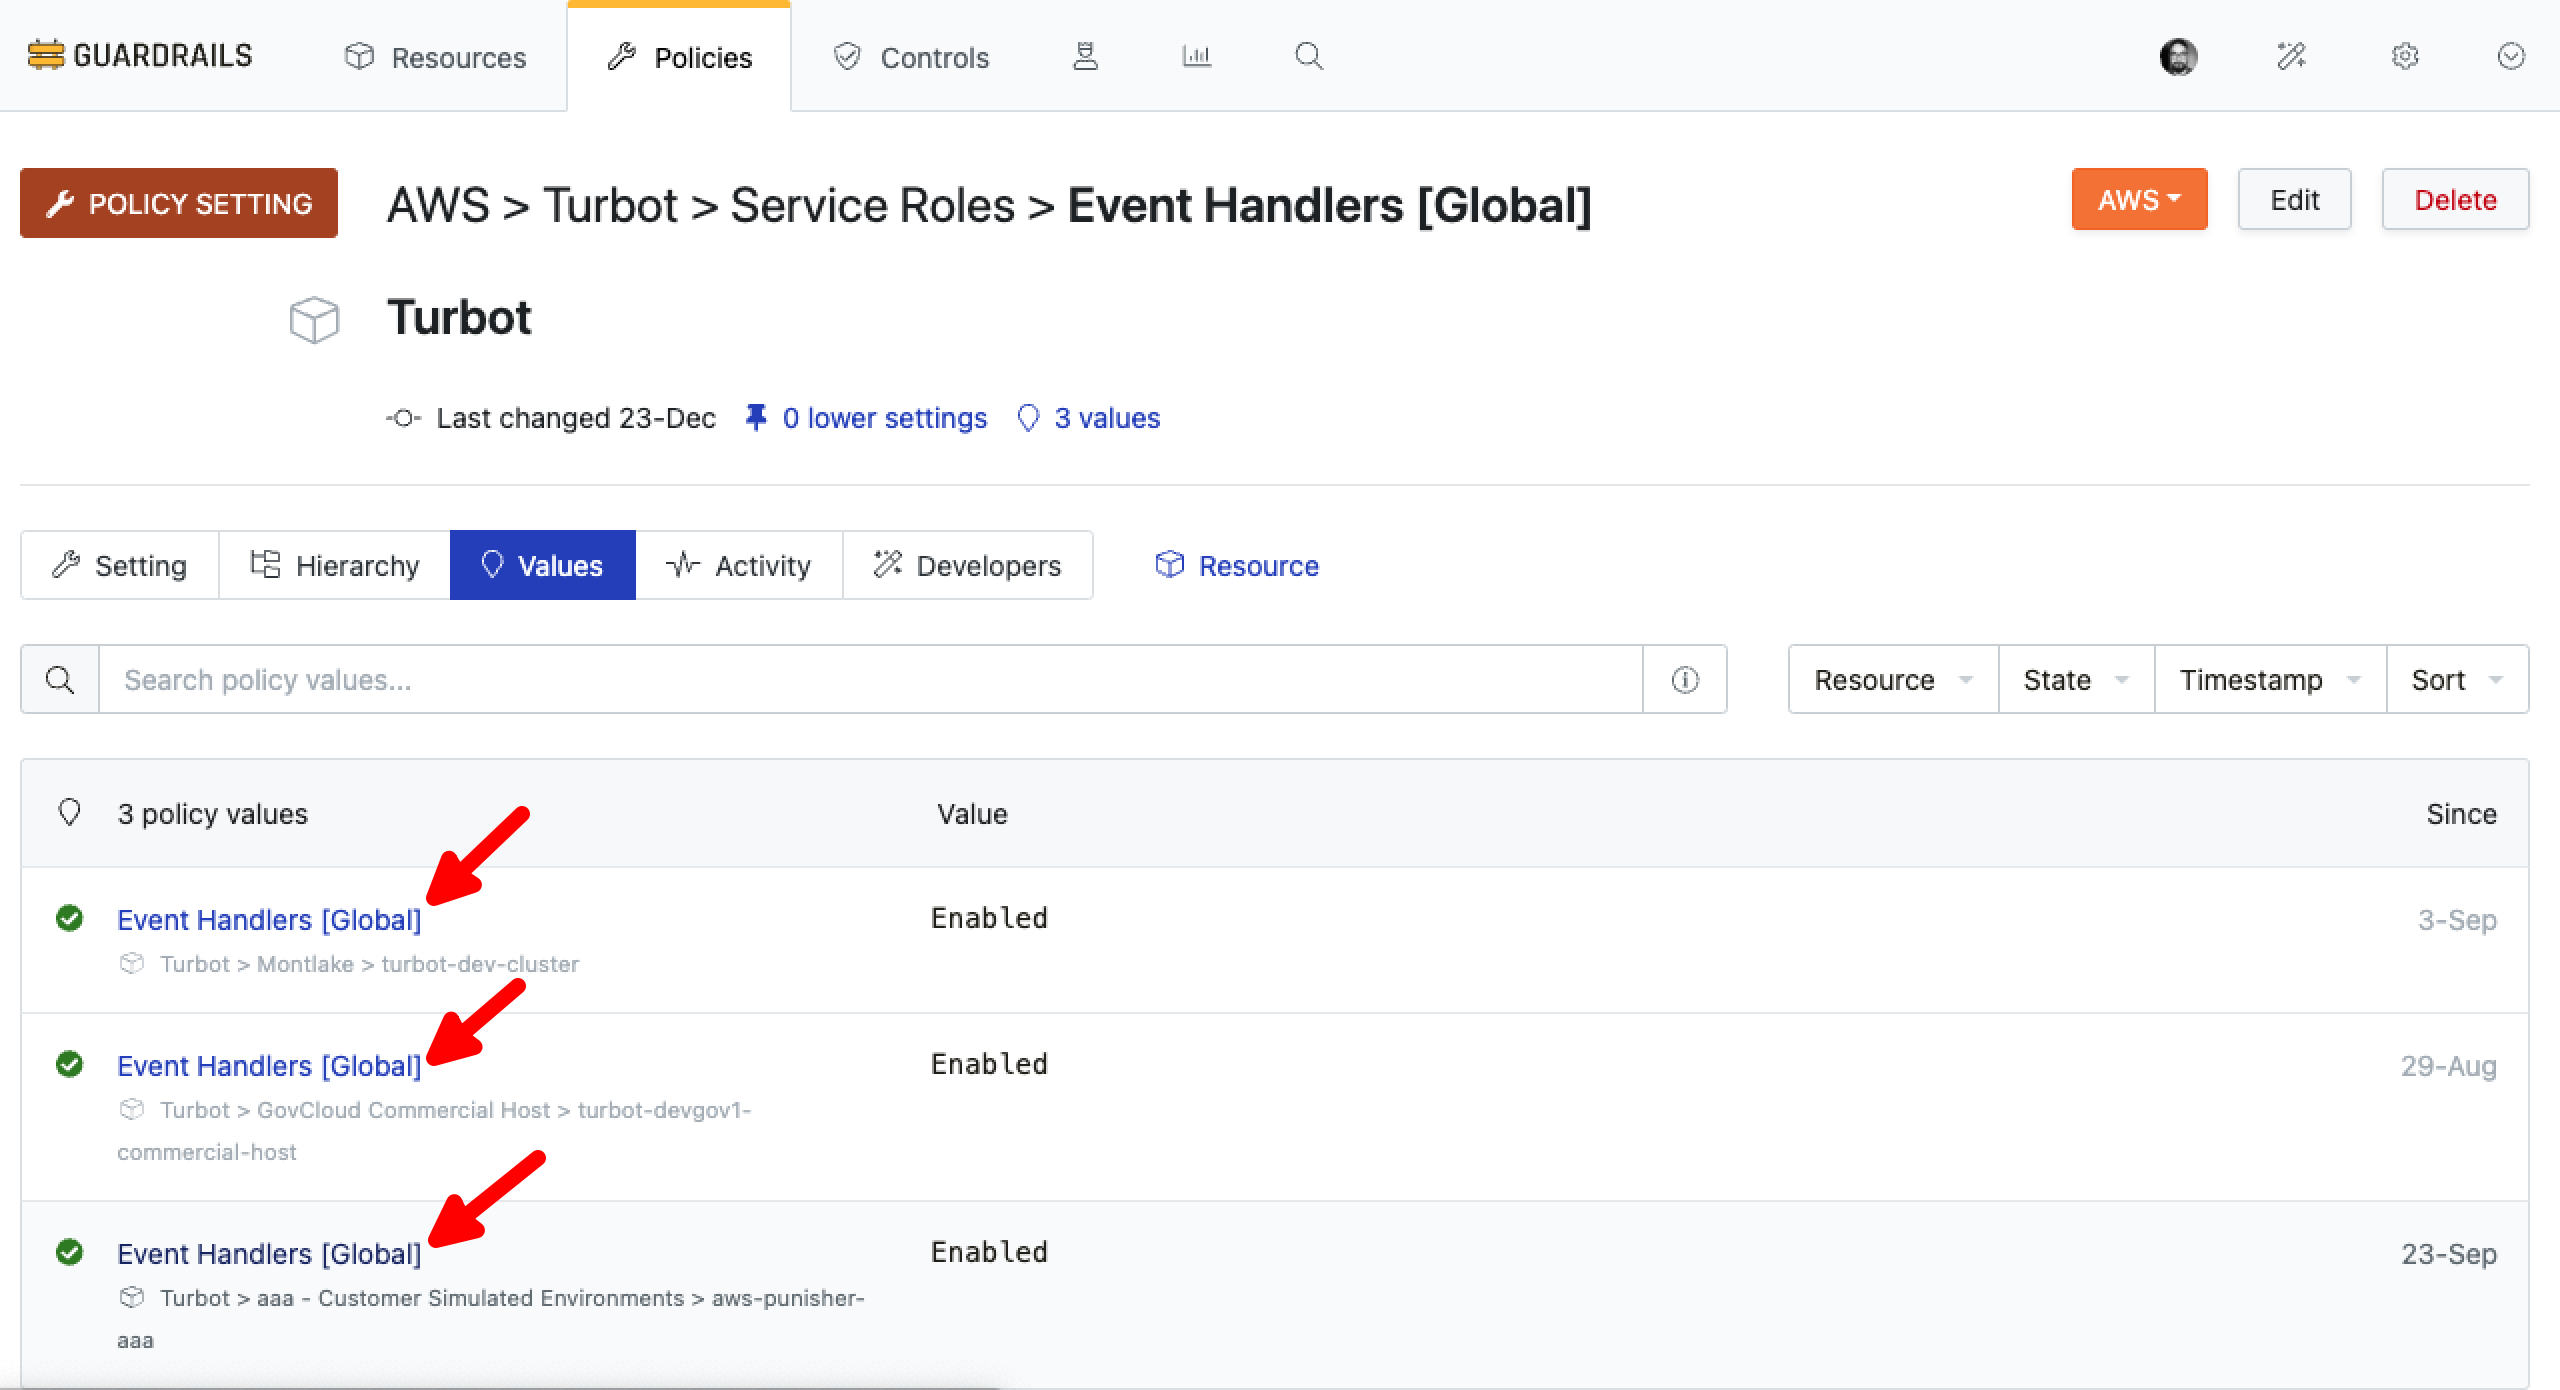 GUARDRAILS
Resources
Policies
Controls
POLICY SETTING
AWS > Turbot > Service Roles > Event Handlers [Global]
AWS
Edit
Delete
Turbot
Last changed 23-Dec
0 lower settings
3 values
Setting
Hierarchy
Values
Activity
Developers
Resource
Search policy values...
Resource
State
Timestamp
Sort
3 policy values
Value
Since
Event Handlers [Global]
Enabled
3-Sep
Turbot > Montlake > turbot-dev-cluster
Event Handlers [Global]
Enabled
29-Aug
Turbot > GovCloud Commercial Host > turbot-devgov1-
commercial-host
Event Handlers [Global]
Enabled
23-Sep
Turbot > aaa - Customer Simulated Environments > aws-punisher-
aaa